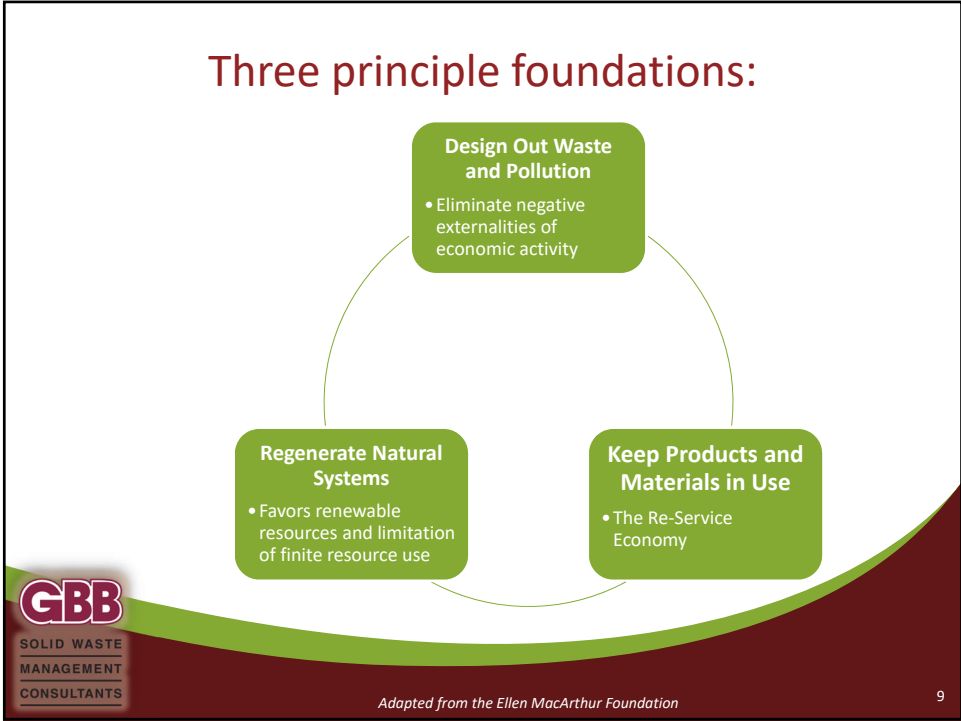 Three principle foundations:
Design Out Waste
and Pollution
• Eliminate negative
externalities of
economic activity
Regenerate Natural
Systems
• Favors renewable
resources and limitation
of finite resource use
Keep Products and
Materials in Use
• The Re-Service
Economy
GBB
SOLID WASTE
MANAGEMENT
CONSULTANTS
Adapted from the Ellen MacArthur Foundation
9